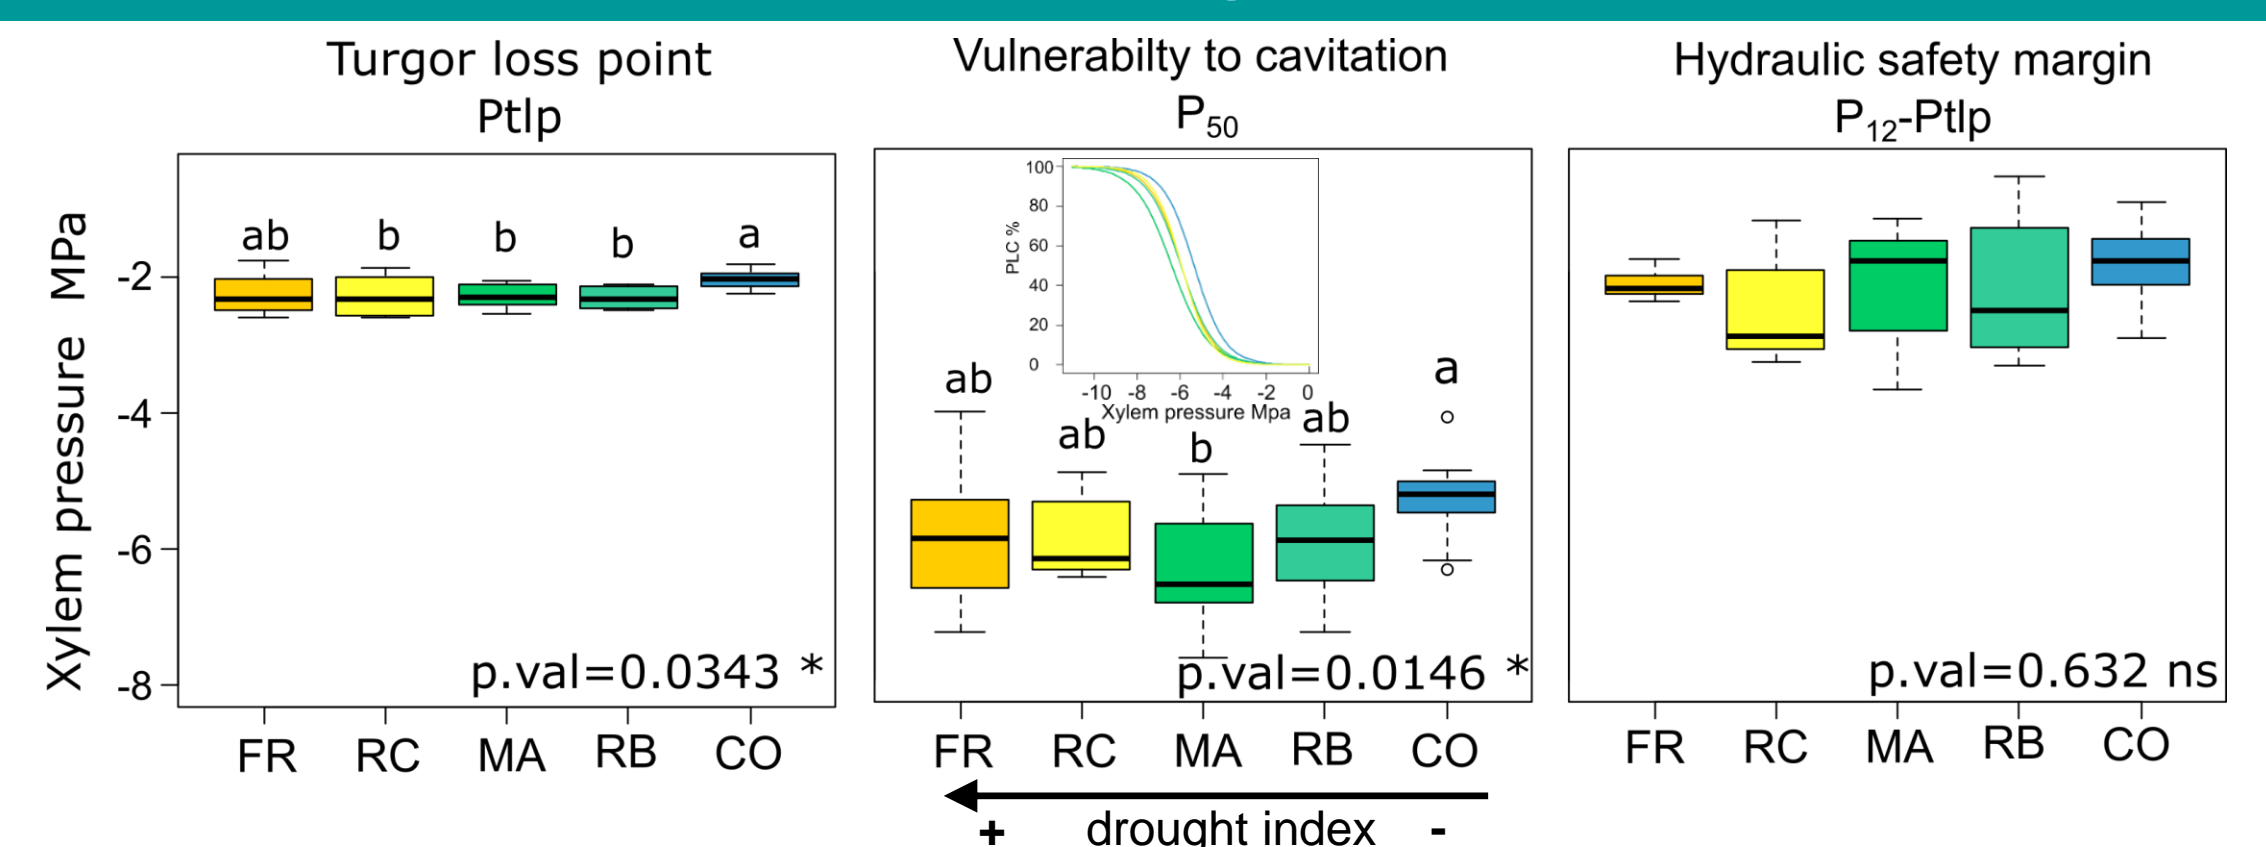 Turgor loss point
Ptlp
Vulnerabilty to cavitation
P50
Hydraulic safety margin
P12-Ptlp
Xylem pressure MPa
-2
-4
-6
-8
ab
b
b
b
a
p.val=0.0343 *
FR
RC
MA
RB
CO
PLC %
100
80
60
40
20
0
-10
-8
-6
-4
-2
0
Xylem pressure Mpa
ab
ab
b
ab
a
p.val=0.0146 *
FR
RC
MA
RB
CO
+ drought index -
p.val=0.632 ns
FR
RC
MA
RB
CO